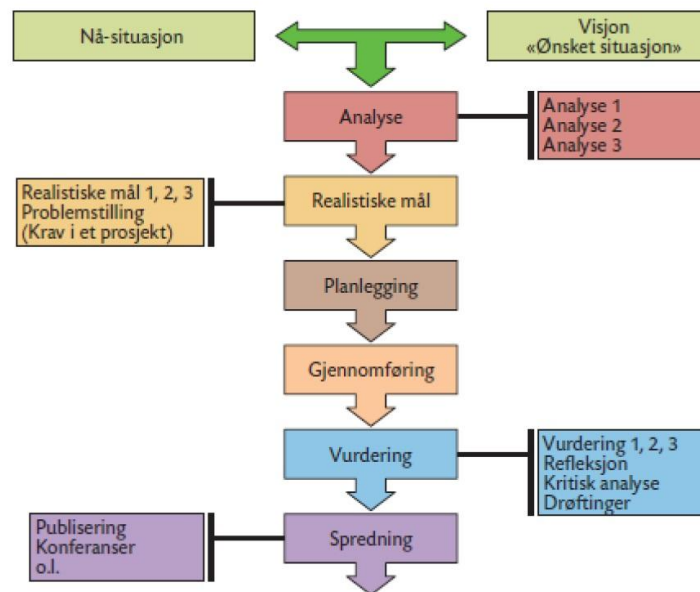 Nå-situasjon
Visjon
«Ønsket situasjon»
Analyse
Analyse 1
Analyse 2
Analyse 3
Realistiske mål 1, 2, 3
Problemstilling
(Krav i et prosjekt)
Realistiske mål
Planlegging
Gjennomføring
Vurdering
Vurdering 1, 2, 3
Refleksjon
Kritisk analyse
Drøftinger
Publisering
Konferanser
o.l.
Spredning